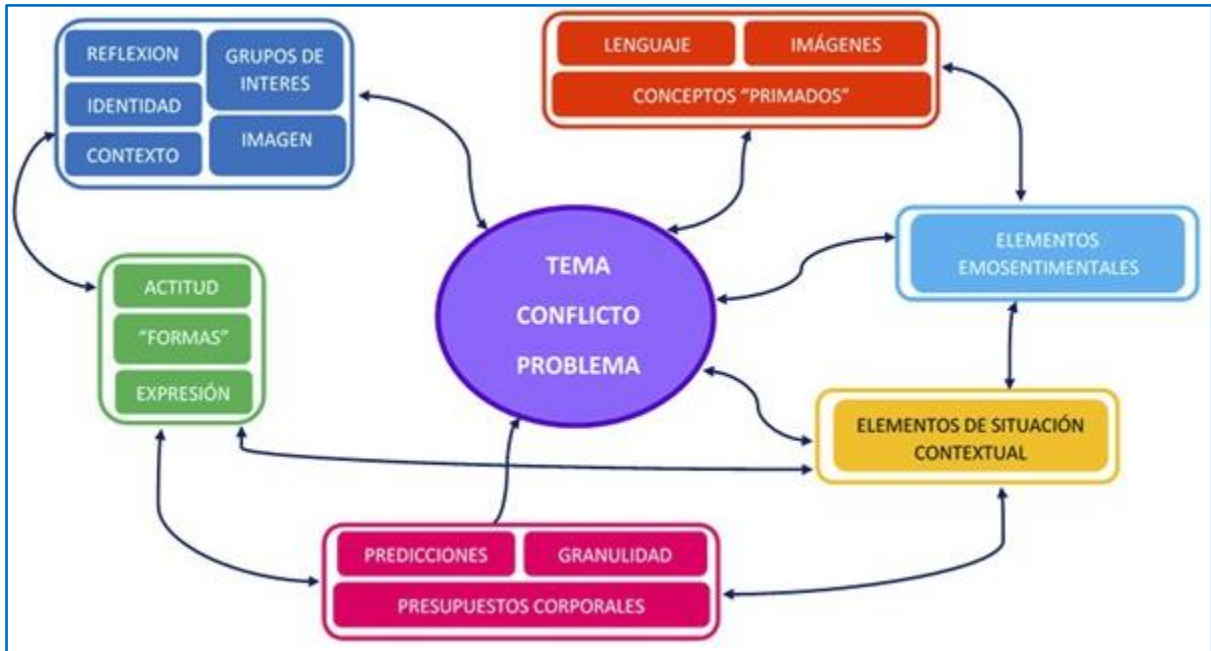 REFLEXION
IDENTIDAD
CONTEXTO
GRUPOS DE
INTERES
IMAGEN
LENGUAJE
IMÁGENES
CONCEPTOS “PRIMADOS”
TEMA
CONFLICTO
PROBLEMA
ELEMENTOS
EMOSENTIMENTALES
ACTITUD
“FORMAS”
EXPRESIÓN
ELEMENTOS DE SITUACIÓN
CONTEXTUAL
PREDICCIONES
GRANULIDAD
PRESUPUESTOS CORPORALES